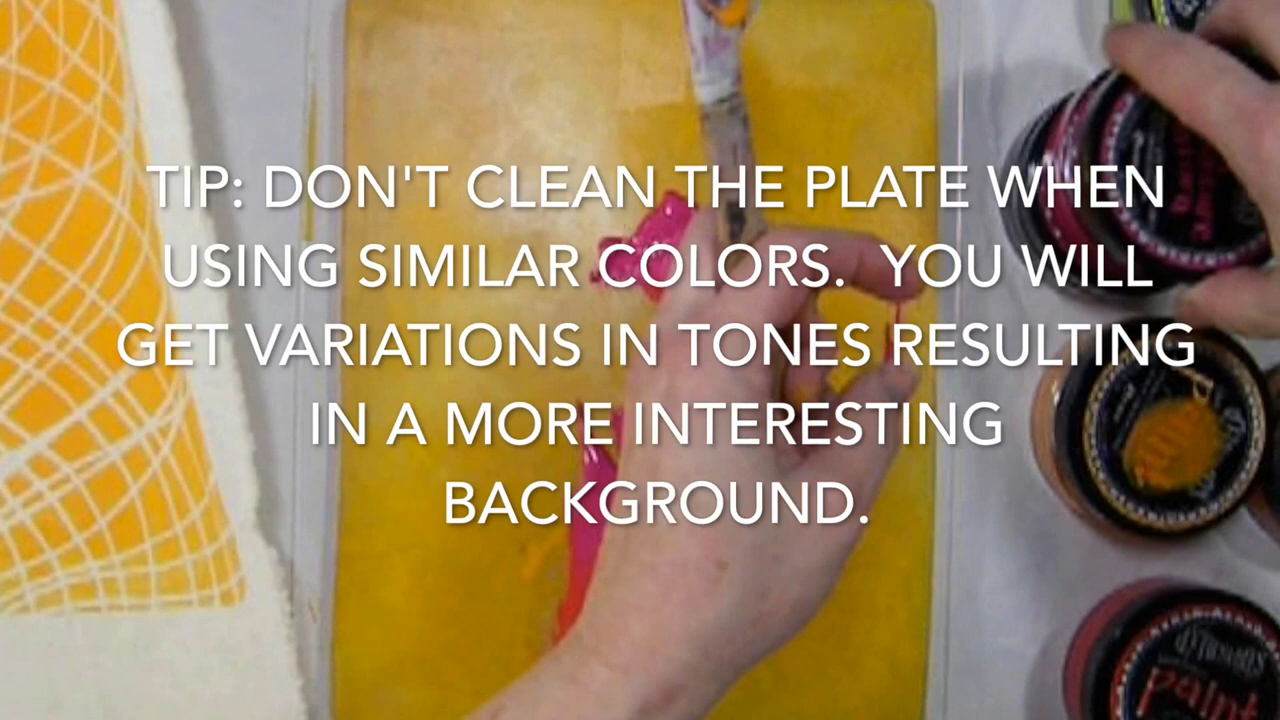 TIP: DON'T CLEAN THE PLATE WHEN
USING SIMILAR COLORS. YOU WILL
GET VARIATIONS IN TONES RESULTING
IN A MORE INTERESTING
BACKGROUND.
paint